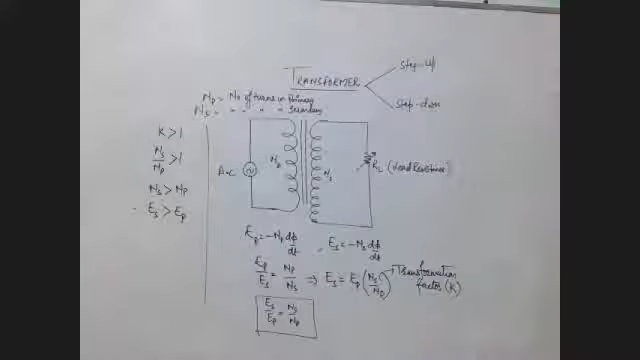 TRANSFORMER
Step-up
Step-down
Np = No of turns in Primary
Ns = " " " " Secondary
K > 1
Ns/Np > 1
Ns > Np
Es > Ep
A.C
Np
Ns
RL (Load Resistance)
Ep = -Np dφ/dt , Es = -Ns dφ/dt
Ep/Es = Np/Ns ⇒ Es = Ep (Ns/Np)
Transformation
factor (K)
Es/Ep = Ns/Np